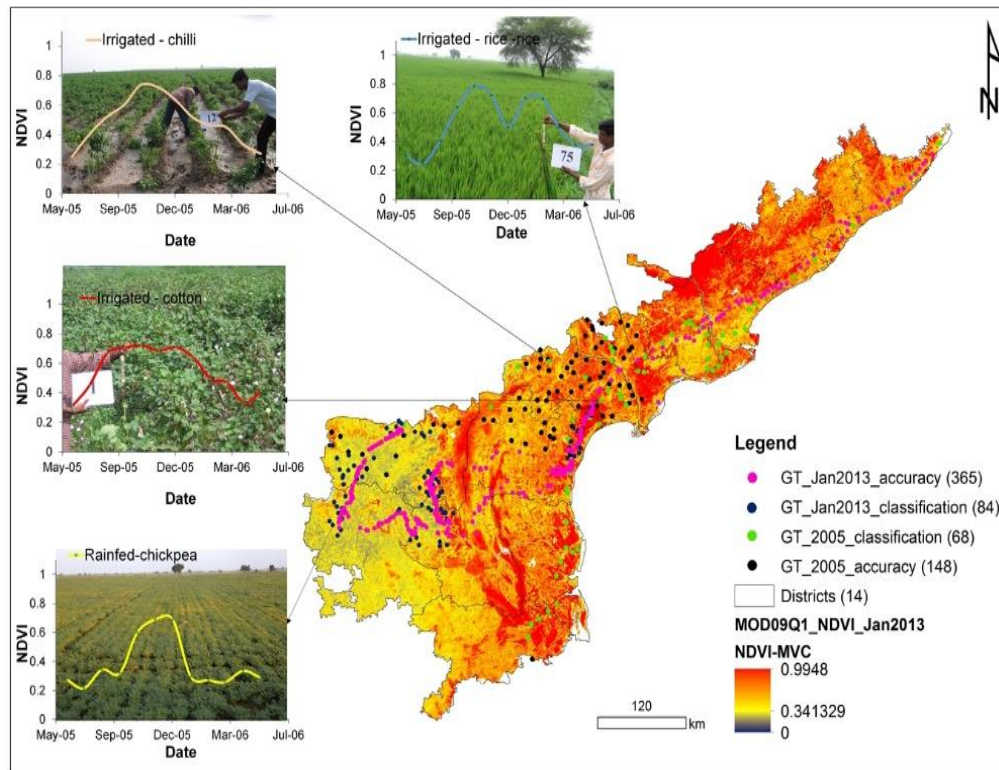 Irrigated - chilli
NDVI
1
0.8
0.6
0.4
0.2
0
12
May-05 Sep-05 Dec-05 Mar-06 Jul-06
Date
Irrigated - rice -rice
NDVI
1
0.8
0.6
0.4
0.2
0
75
May-05 Sep-05 Dec-05 Mar-06 Jul-06
Date
N
Irrigated - cotton
NDVI
1
0.8
0.6
0.4
0.2
0
May-05 Sep-05 Dec-05 Mar-06 Jul-06
Date
Rainfed-chickpea
NDVI
1
0.8
0.6
0.4
0.2
0
May-05 Sep-05 Dec-05 Mar-06 Jul-06
Date
Legend
GT_Jan2013_accuracy (365)
GT_Jan2013_classification (84)
GT_2005_classification (68)
GT_2005_accuracy (148)
Districts (14)
MOD09Q1_NDVI_Jan2013
NDVI-MVC
0.9948
0.341329
0
120
km